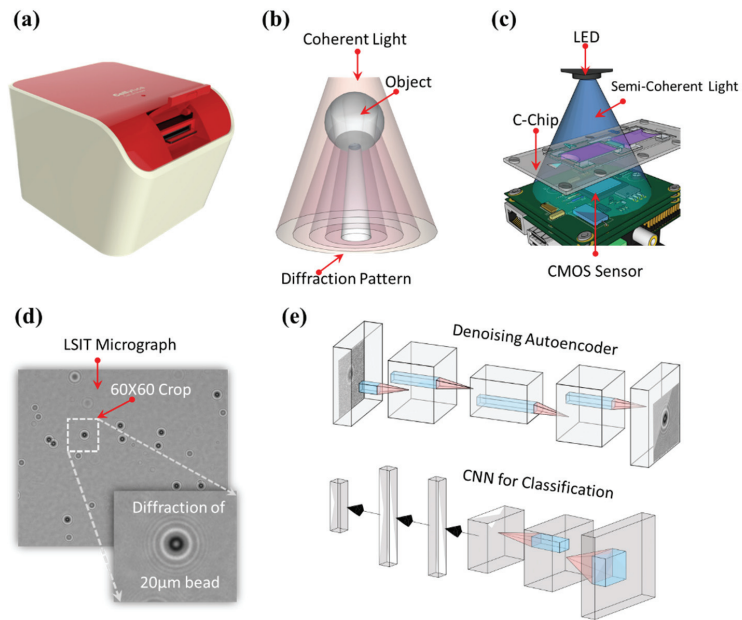 (a)
(b)
Coherent Light
Object
Diffraction Pattern
(c)
LED
Semi-Coherent Light
C-Chip
CMOS Sensor
(d)
LSIT Micrograph
60X60 Crop
Diffraction of
20μm bead
(e)
Denoising Autoencoder
CNN for Classification